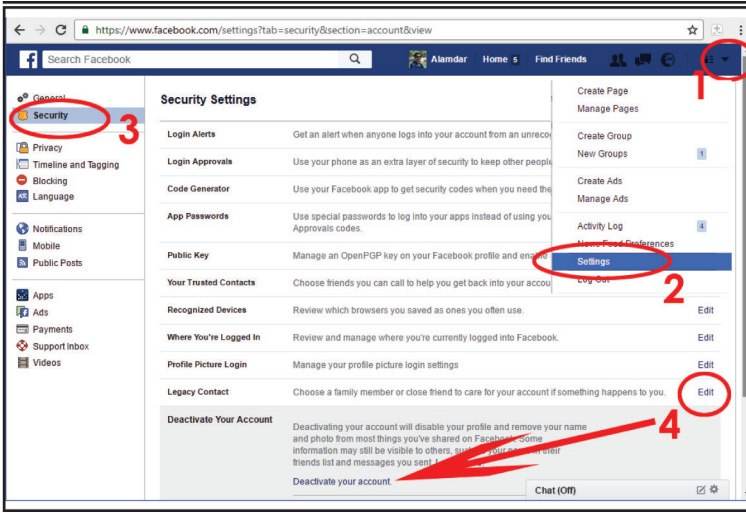 https://www.facebook.com/settings?tab=security&section=account&view
f Search Facebook Alamdar Home 5 Find Friends
1
General
Security
3
Privacy
Timeline and Tagging
Blocking
Language
Notifications
Mobile
Public Posts
Apps
Ads
Payments
Support Inbox
Videos
Security Settings
Login Alerts Get an alert when anyone logs into your account from an
Login Approvals Use your phone as an extra layer of security to keep other
Code Generator Use your Facebook app to get security codes when you need
App Passwords Use special passwords to log into your apps instead of using
Approvals codes.
Public Key Manage an OpenPGP key on your Facebook profile and
Your Trusted Contacts Choose friends you can call to help you get back into your
Recognized Devices Review which browsers you saved as ones you often use. Edit
Where You're Logged In Review and manage where you're currently logged into Facebook. Edit
Profile Picture Login Manage your profile picture login settings Edit
Legacy Contact Choose a family member or close friend to care for your account if something happens to you. Edit
4
Deactivate Your Account
Deactivating your account will disable your profile and remove your name
and photo from most things you've shared on Facebook. Some
information may still be visible to others, such your name in their
friends list and messages you sent.
Deactivate your account.
Create Page
Manage Pages
Create Group
New Groups 1
Create Ads
Manage Ads
Activity Log 4
News Feed Preferences
Settings
2
Log Out
Chat (Off)